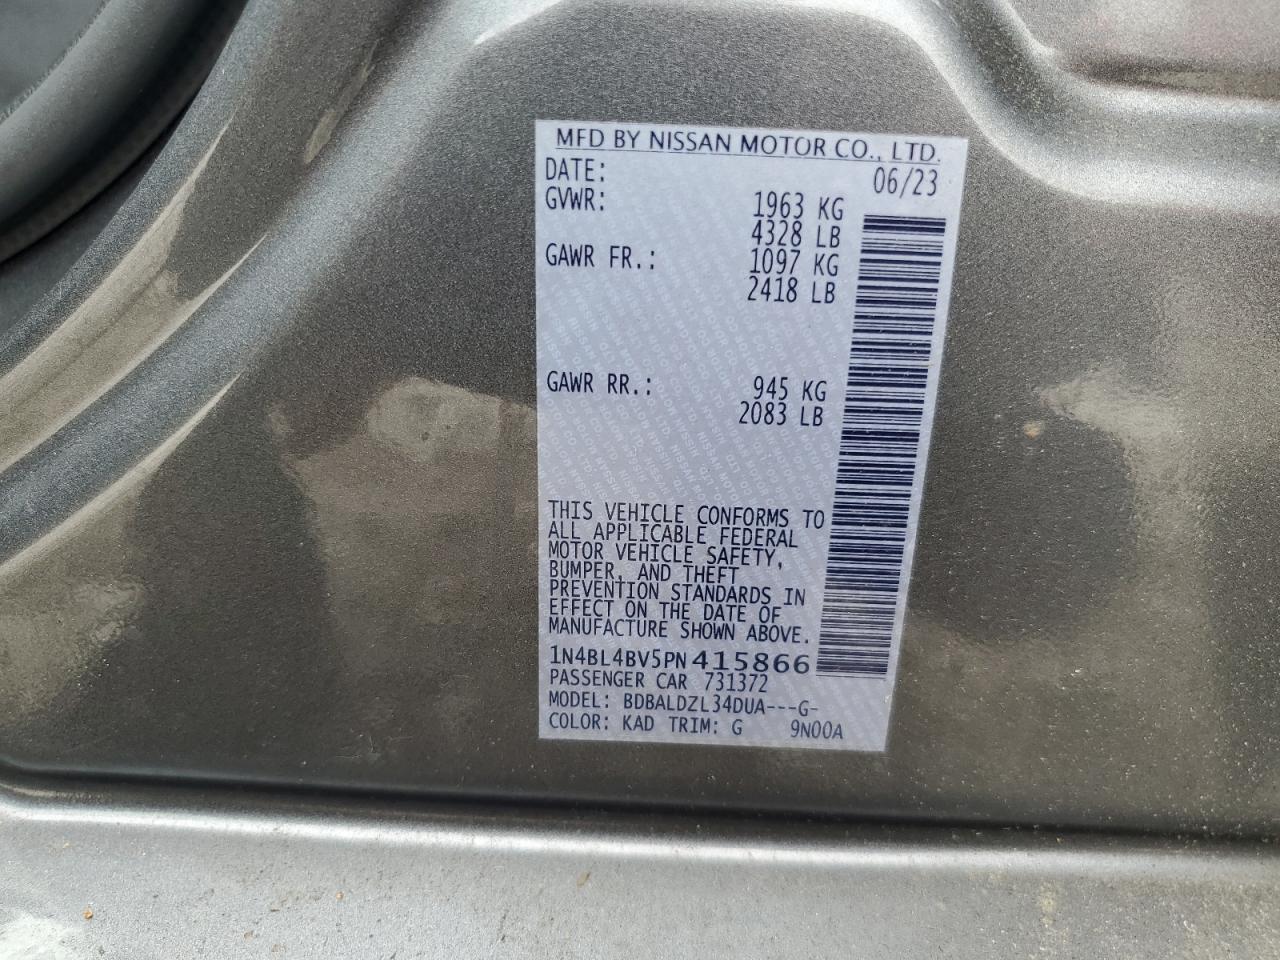 MFD BY NISSAN MOTOR CO., LTD.
DATE: 06/23
GVWR: 1963 KG
4328 LB
GAWR FR.: 1097 KG
2418 LB
GAWR RR.: 945 KG
2083 LB
THIS VEHICLE CONFORMS TO
ALL APPLICABLE FEDERAL
MOTOR VEHICLE SAFETY,
BUMPER, AND THEFT
PREVENTION STANDARDS IN
EFFECT ON THE DATE OF
MANUFACTURE SHOWN ABOVE.
1N4BL4BV5PN415866
PASSENGER CAR 731372
MODEL: BDBALDZL34DUA---G-
COLOR: KAD TRIM: G 9N00A